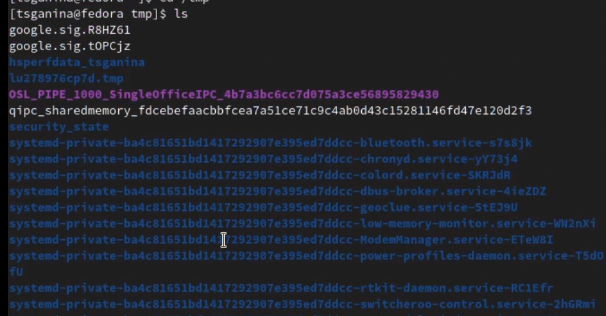 [tsganina@fedora tmp]$ ls
google.sig.R8HZ61
google.sig.tOPCjz
hsperfdata_tsganina
lu278976cp7d.tmp
OSL_PIPE_1000_SingleOfficeIPC_4b7a3bc6cc7d075a3ce56895829430
qipc_sharedmemory_fdcebefaacbbfcea7a51ce71c9c4ab0d43c15281146fd47e120d2f3
security_state
systemd-private-ba4c81651bd1417292907e395ed7ddcc-bluetooth.service-s7s8jk
systemd-private-ba4c81651bd1417292907e395ed7ddcc-chronyd.service-yY73j4
systemd-private-ba4c81651bd1417292907e395ed7ddcc-colord.service-SKRJdR
systemd-private-ba4c81651bd1417292907e395ed7ddcc-dbus-broker.service-4ieZDZ
systemd-private-ba4c81651bd1417292907e395ed7ddcc-geoclue.service-5tEJ9U
systemd-private-ba4c81651bd1417292907e395ed7ddcc-low-memory-monitor.service-WN2nXi
systemd-private-ba4c81651bd1417292907e395ed7ddcc-ModemManager.service-ETeW8I
systemd-private-ba4c81651bd1417292907e395ed7ddcc-power-profiles-daemon.service-T5dO
fU
systemd-private-ba4c81651bd1417292907e395ed7ddcc-rtkit-daemon.service-RC1Efr
systemd-private-ba4c81651bd1417292907e395ed7ddcc-switcheroo-control.service-2hGRmi